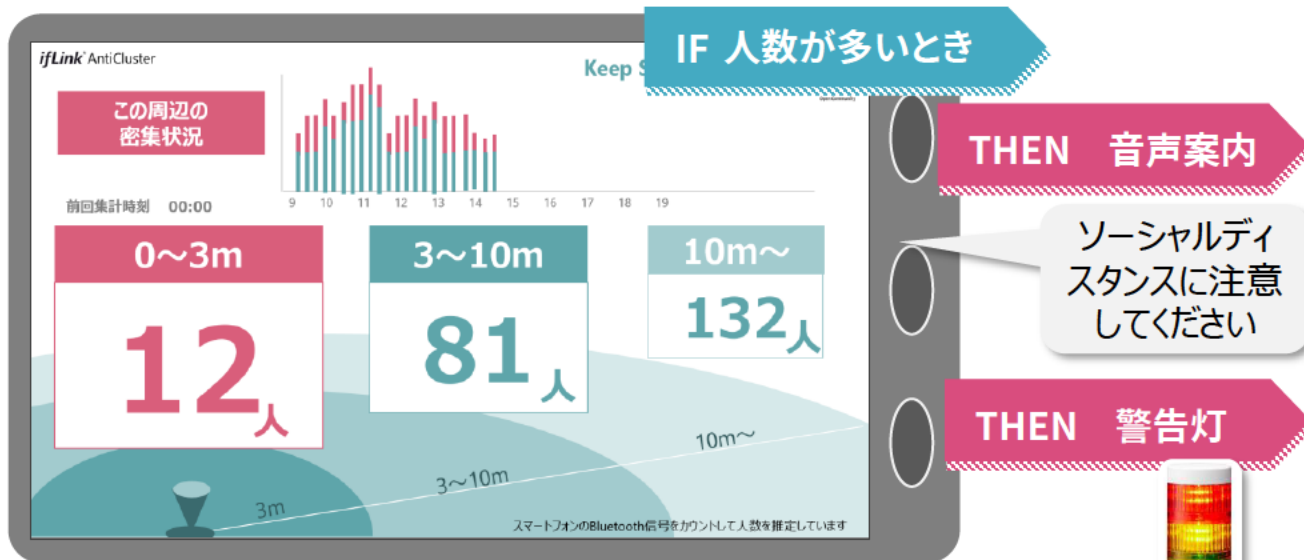 ifLink AntiCluster
Keep S
IF 人数が多いとき
この周辺の
密集状況
THEN 音声案内
前回集計時刻 00:00
9 10 11 12 13 14 15 16 17 18 19
0～3m
3～10m
10m～
12人
81人
132人
ソーシャルディ
スタンスに注意
してください
THEN 警告灯
10m～
3～10m
3m
スマートフォンのBluetooth信号をカウントして人数を推定しています